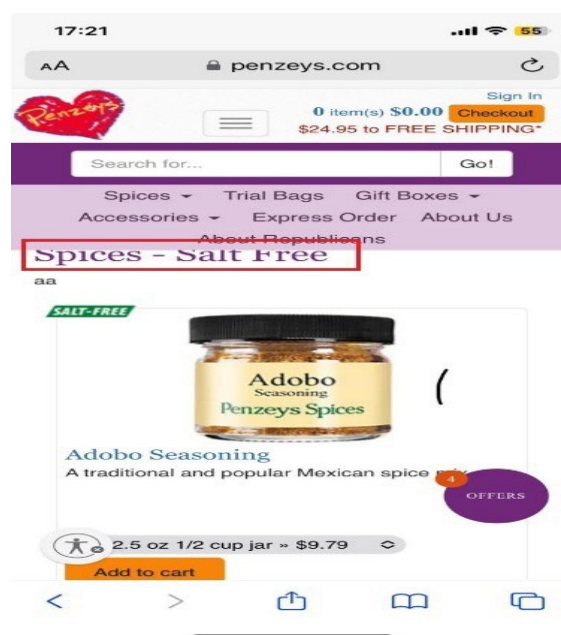 17:21
55
AA penzeys.com
Sign In
Penzeys
0 item(s) $0.00 Checkout
$24.95 to FREE SHIPPING*
Search for... Go!
Spices Trial Bags Gift Boxes
Accessories Express Order About Us
About Republicans
Spices - Salt Free
aa
SALT-FREE
Adobo
Seasoning
Penzeys Spices
Adobo Seasoning
A traditional and popular Mexican spice mix
4
OFFERS
2.5 oz 1/2 cup jar » $9.79
Add to cart